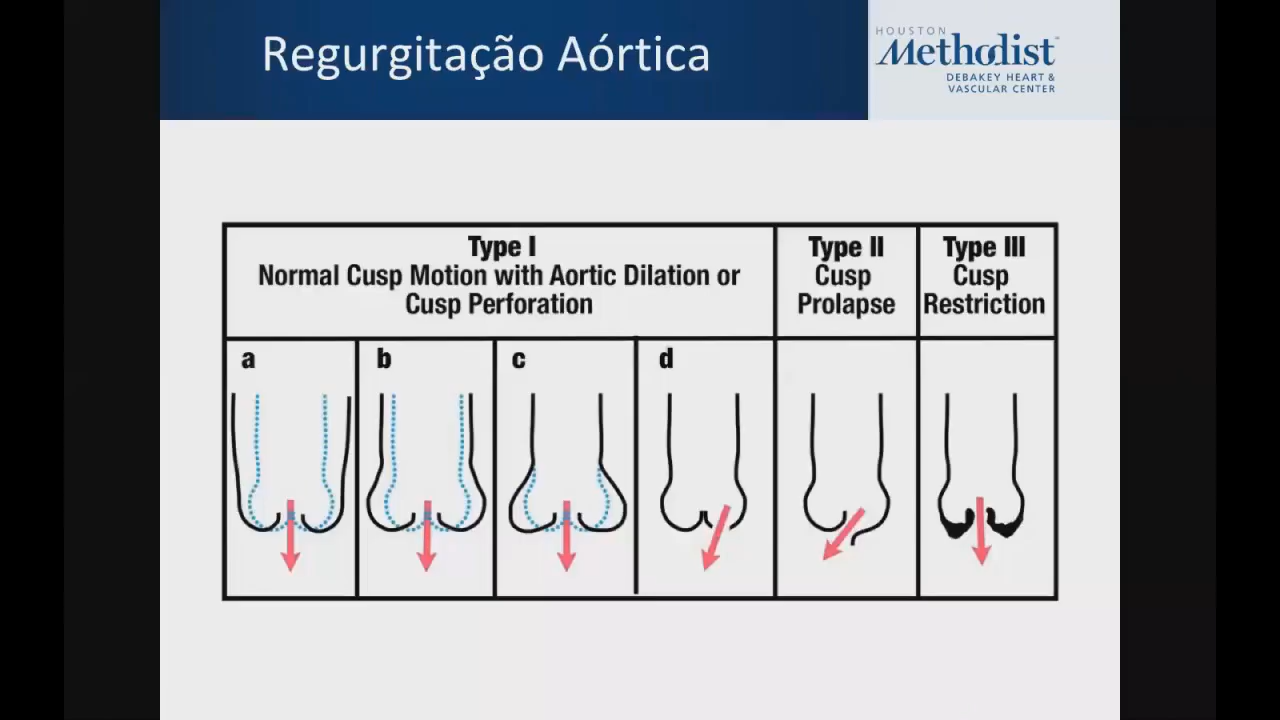 Regurgitação Aórtica
HOUSTON
Methodist
DEBAKEY HEART &
VASCULAR CENTER
Type I
Normal Cusp Motion with Aortic Dilation or
Cusp Perforation
Type II
Cusp
Prolapse
Type III
Cusp
Restriction
a
b
c
d